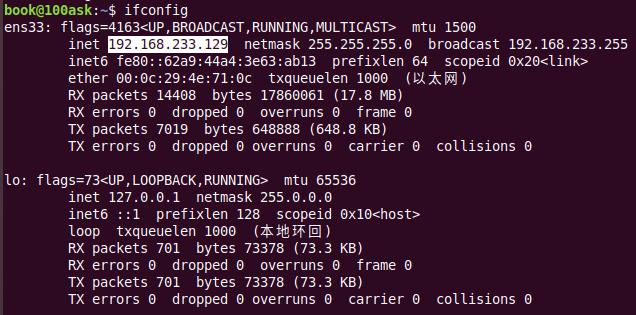 book@100ask:~$ ifconfig
ens33: flags=4163<UP,BROADCAST,RUNNING,MULTICAST>  mtu 1500
        inet 192.168.233.129  netmask 255.255.255.0  broadcast 192.168.233.255
        inet6 fe80::62a9:44a4:3e63:ab13  prefixlen 64  scopeid 0x20<link>
        ether 00:0c:29:4e:71:0c  txqueuelen 1000  (以太网)
        RX packets 14408  bytes 17860061 (17.8 MB)
        RX errors 0  dropped 0  overruns 0  frame 0
        TX packets 7019  bytes 648888 (648.8 KB)
        TX errors 0  dropped 0 overruns 0  carrier 0  collisions 0

lo: flags=73<UP,LOOPBACK,RUNNING>  mtu 65536
        inet 127.0.0.1  netmask 255.0.0.0
        inet6 ::1  prefixlen 128  scopeid 0x10<host>
        loop  txqueuelen 1000  (本地环回)
        RX packets 701  bytes 73378 (73.3 KB)
        RX errors 0  dropped 0  overruns 0  frame 0
        TX packets 701  bytes 73378 (73.3 KB)
        TX errors 0  dropped 0 overruns 0  carrier 0  collisions 0